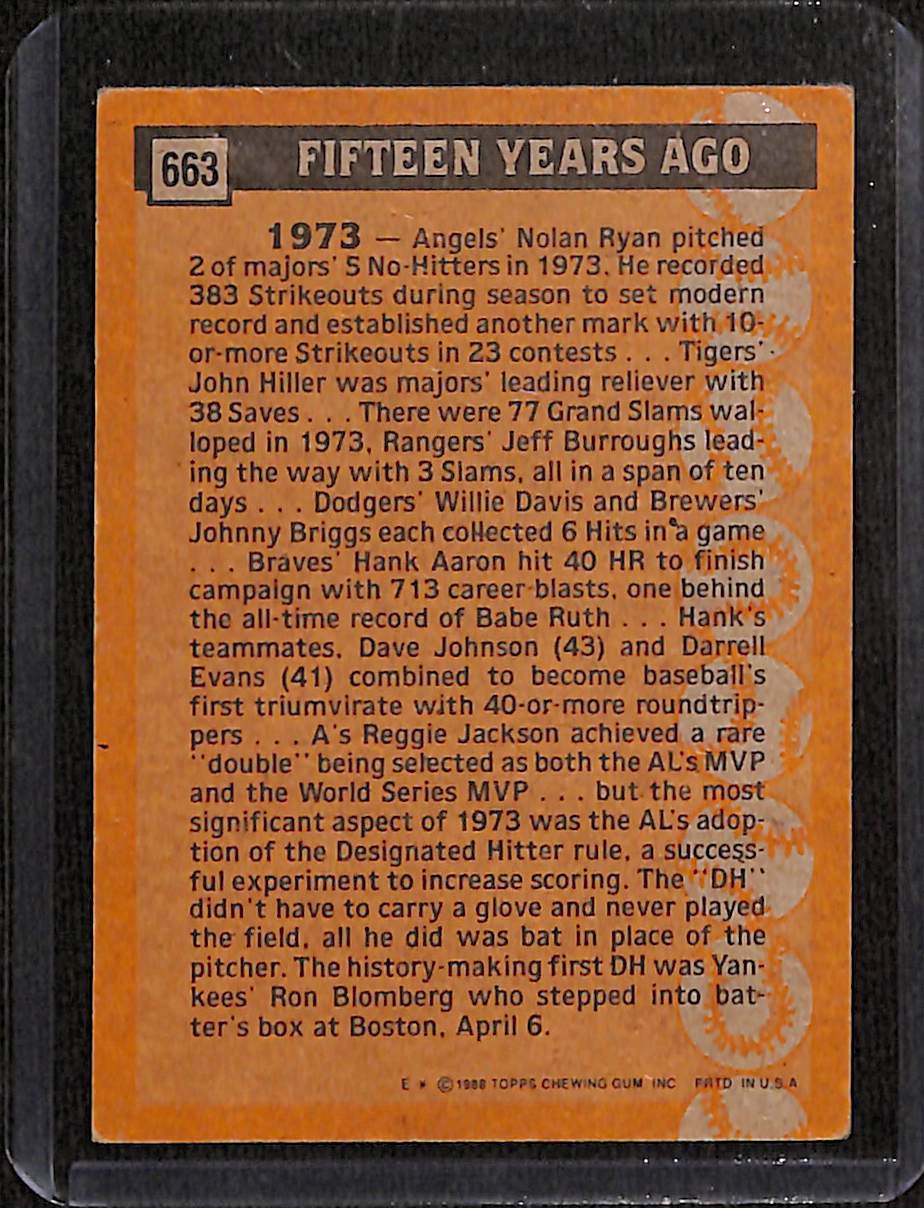 663
FIFTEEN YEARS AGO
1973 — Angels' Nolan Ryan pitched
2 of majors' 5 No-Hitters in 1973. He recorded
383 Strikeouts during season to set modern
record and established another mark with 10-
or-more Strikeouts in 23 contests . . . Tigers'
John Hiller was majors' leading reliever with
38 Saves . . . There were 77 Grand Slams wal-
loped in 1973, Rangers' Jeff Burroughs lead-
ing the way with 3 Slams, all in a span of ten
days . . . Dodgers' Willie Davis and Brewers'
Johnny Briggs each collected 6 Hits in a game
. . . Braves' Hank Aaron hit 40 HR to finish
campaign with 713 career blasts, one behind
the all-time record of Babe Ruth . . . Hank's
teammates, Dave Johnson (43) and Darrell
Evans (41) combined to become baseball's
first triumvirate with 40-or-more roundtrip-
pers . . . A's Reggie Jackson achieved a rare
"double" being selected as both the AL's MVP
and the World Series MVP . . . but the most
significant aspect of 1973 was the AL's adop-
tion of the Designated Hitter rule, a success-
ful experiment to increase scoring. The "DH"
didn't have to carry a glove and never played
the field, all he did was bat in place of the
pitcher. The history-making first DH was Yan-
kees' Ron Blomberg who stepped into bat-
ter's box at Boston, April 6.
E * © 1988 TOPPS CHEWING GUM INC PRTD IN U.S.A